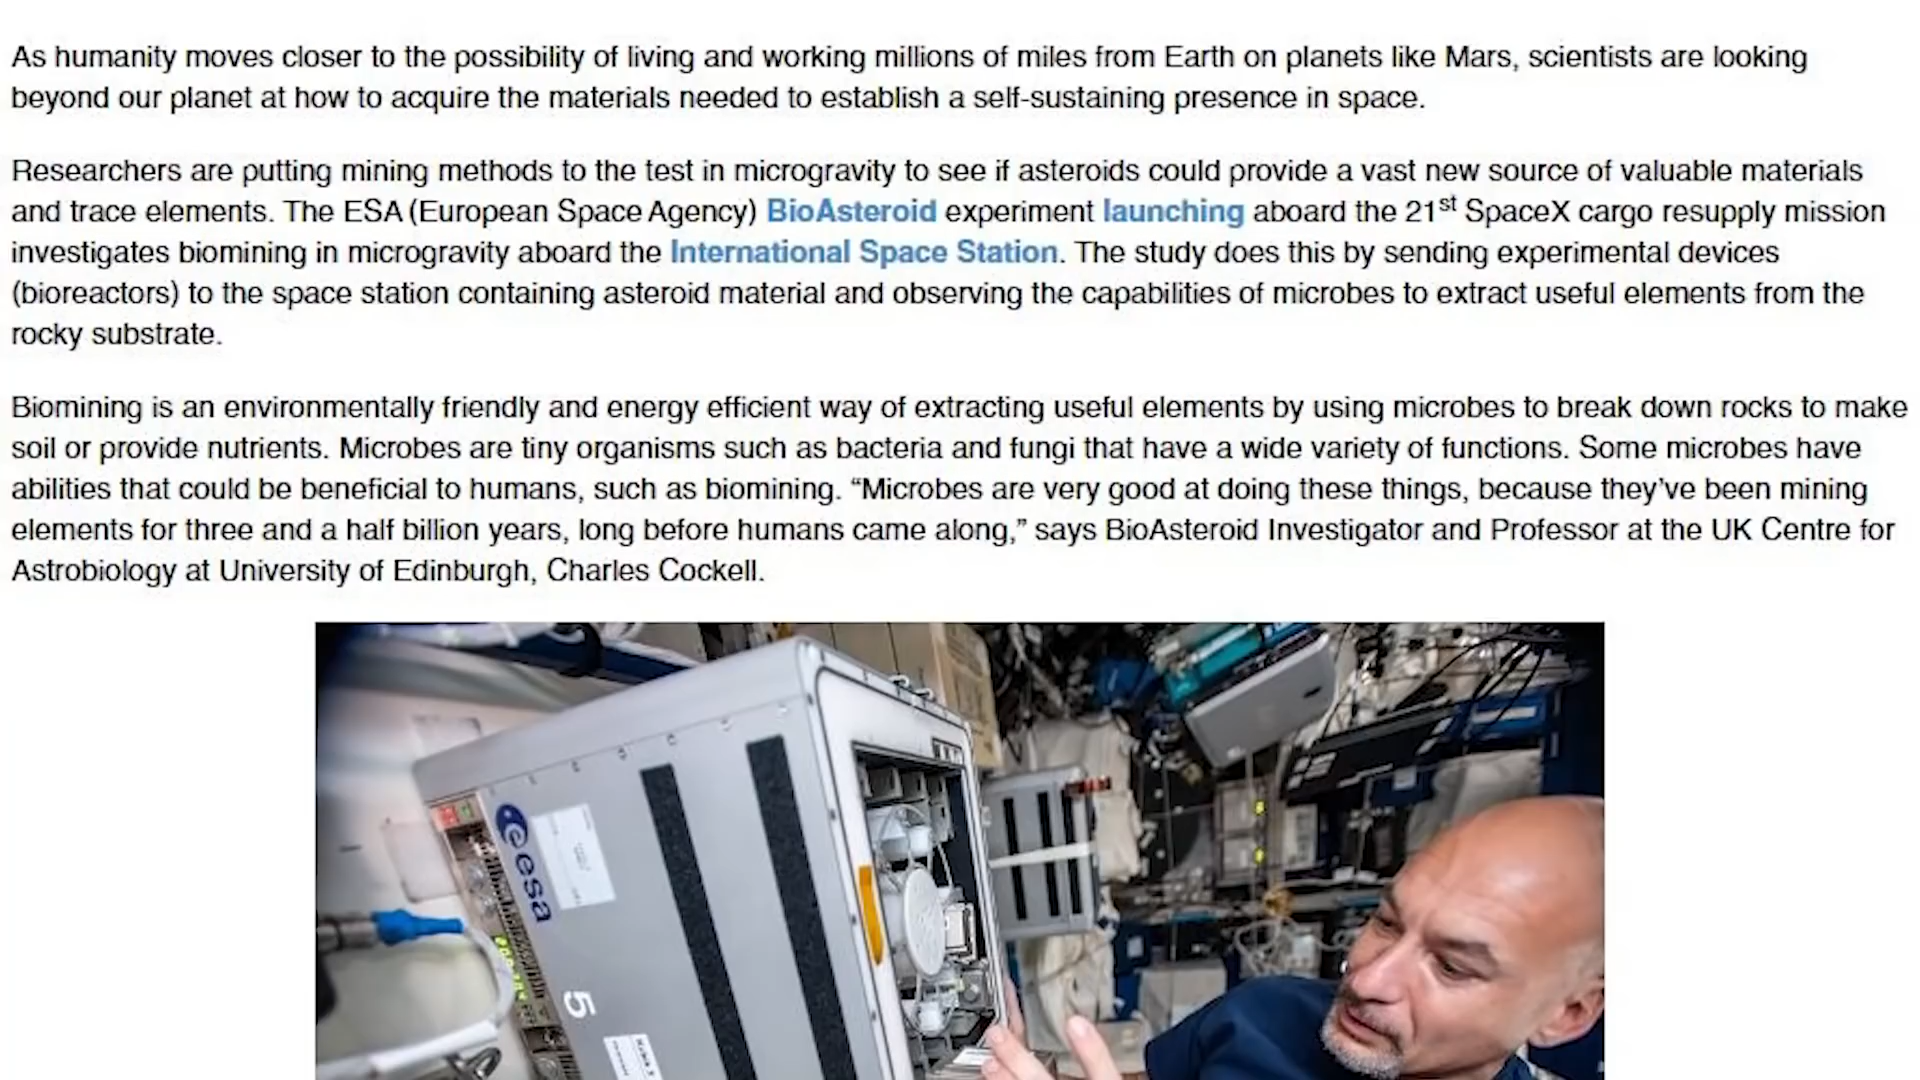 As humanity moves closer to the possibility of living and working millions of miles from Earth on planets like Mars, scientists are looking
beyond our planet at how to acquire the materials needed to establish a self-sustaining presence in space.
Researchers are putting mining methods to the test in microgravity to see if asteroids could provide a vast new source of valuable materials
and trace elements. The ESA (European Space Agency) BioAsteroid experiment launching aboard the 21st SpaceX cargo resupply mission
investigates biomining in microgravity aboard the International Space Station. The study does this by sending experimental devices
(bioreactors) to the space station containing asteroid material and observing the capabilities of microbes to extract useful elements from the
rocky substrate.
Biomining is an environmentally friendly and energy efficient way of extracting useful elements by using microbes to break down rocks to make
soil or provide nutrients. Microbes are tiny organisms such as bacteria and fungi that have a wide variety of functions. Some microbes have
abilities that could be beneficial to humans, such as biomining. “Microbes are very good at doing these things, because they’ve been mining
elements for three and a half billion years, long before humans came along,” says BioAsteroid Investigator and Professor at the UK Centre for
Astrobiology at University of Edinburgh, Charles Cockell.
esa
5